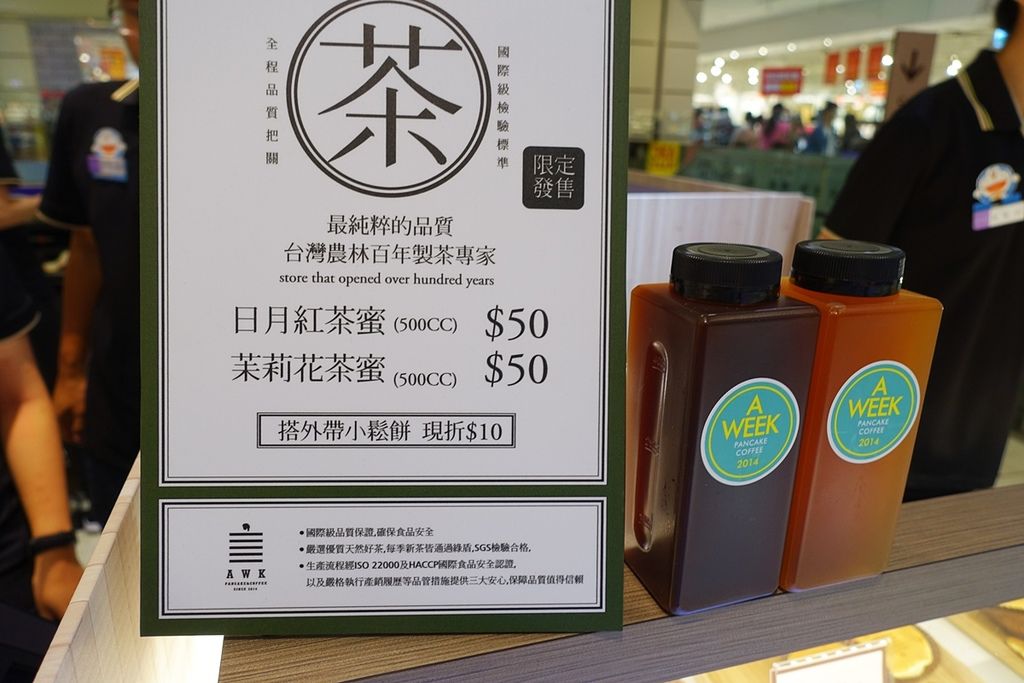 全程品質把關
茶
國際級檢驗標準
限定
發售
最純粹的品質
台灣農林百年製茶專家
store that opened over hundred years
日月紅茶蜜 (500CC) $50
茉莉花茶蜜 (500CC) $50
搭外帶小鬆餅 現折$10
AWK
PANCAKE&COFFEE
SINCE 2014
•國際級品質保證,確保食品安全
•嚴選優質天然好茶,每季新茶皆通過綠盾,SGS檢驗合格,
•生產流程經ISO 22000及HACCP國際食品安全認證,
以及嚴格執行產銷履歷等品管措施提供三大安心,保障品質值得信賴
A
WEEK
PANCAKE
COFFEE
2014
A
WEEK
PANCAKE
COFFEE
2014